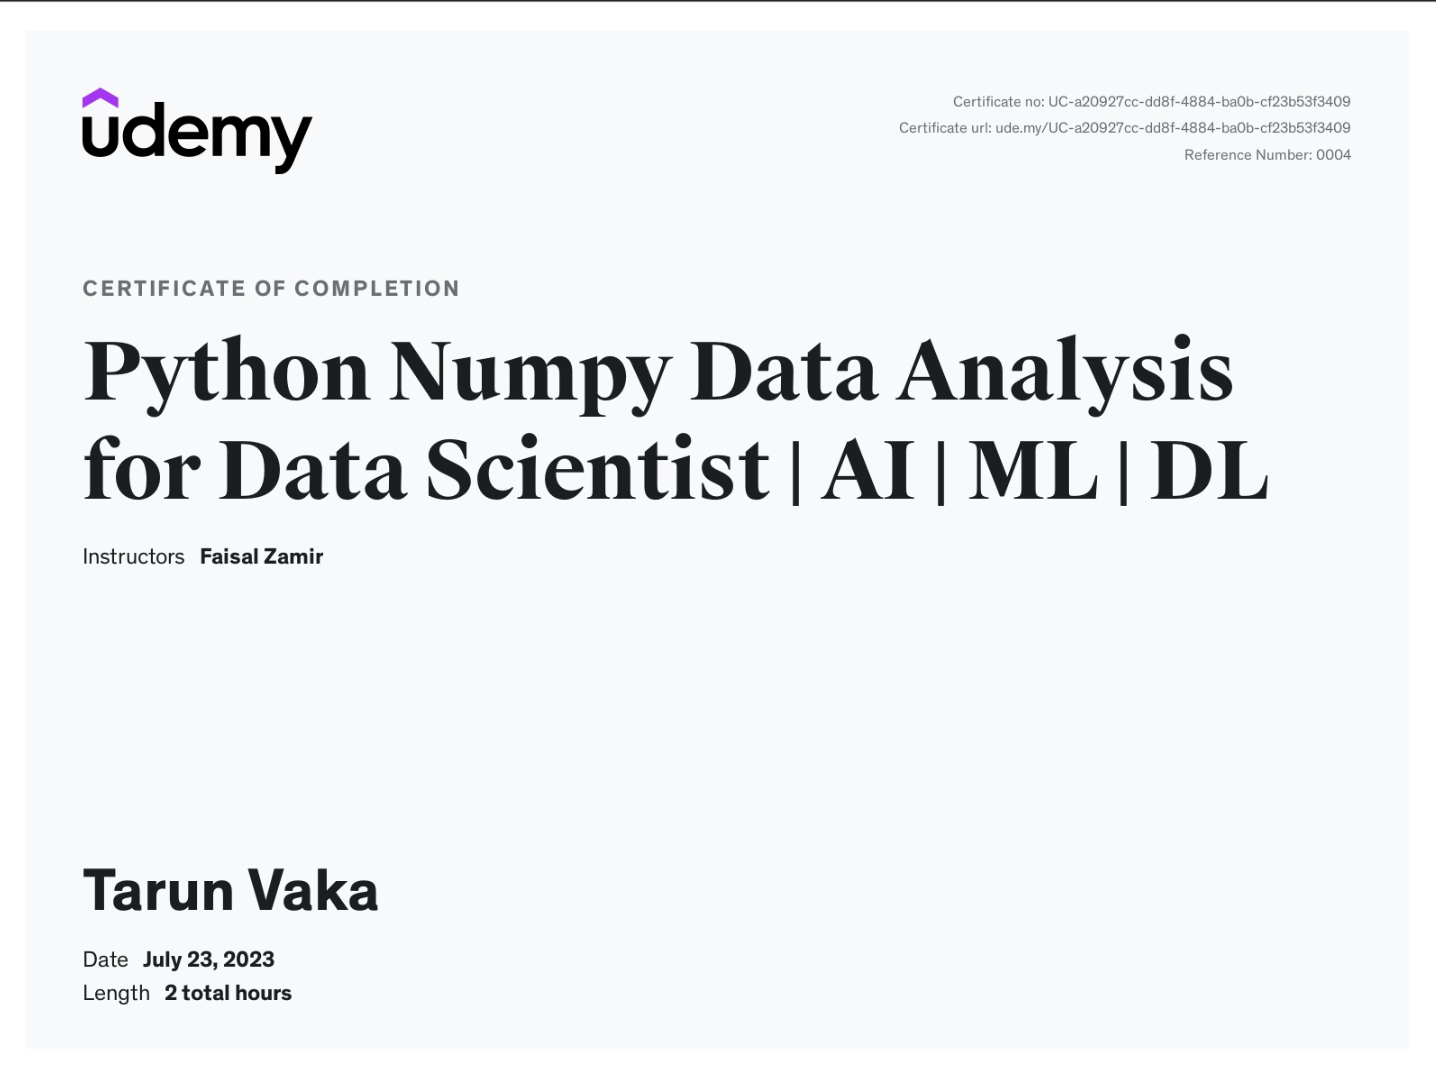 udemy
Certificate no: UC-a20927cc-dd8f-4884-ba0b-cf23b53f3409
Certificate url: ude.my/UC-a20927cc-dd8f-4884-ba0b-cf23b53f3409
Reference Number: 0004
CERTIFICATE OF COMPLETION
Python Numpy Data Analysis
for Data Scientist | AI | ML | DL
Instructors Faisal Zamir
Tarun Vaka
Date July 23, 2023
Length 2 total hours